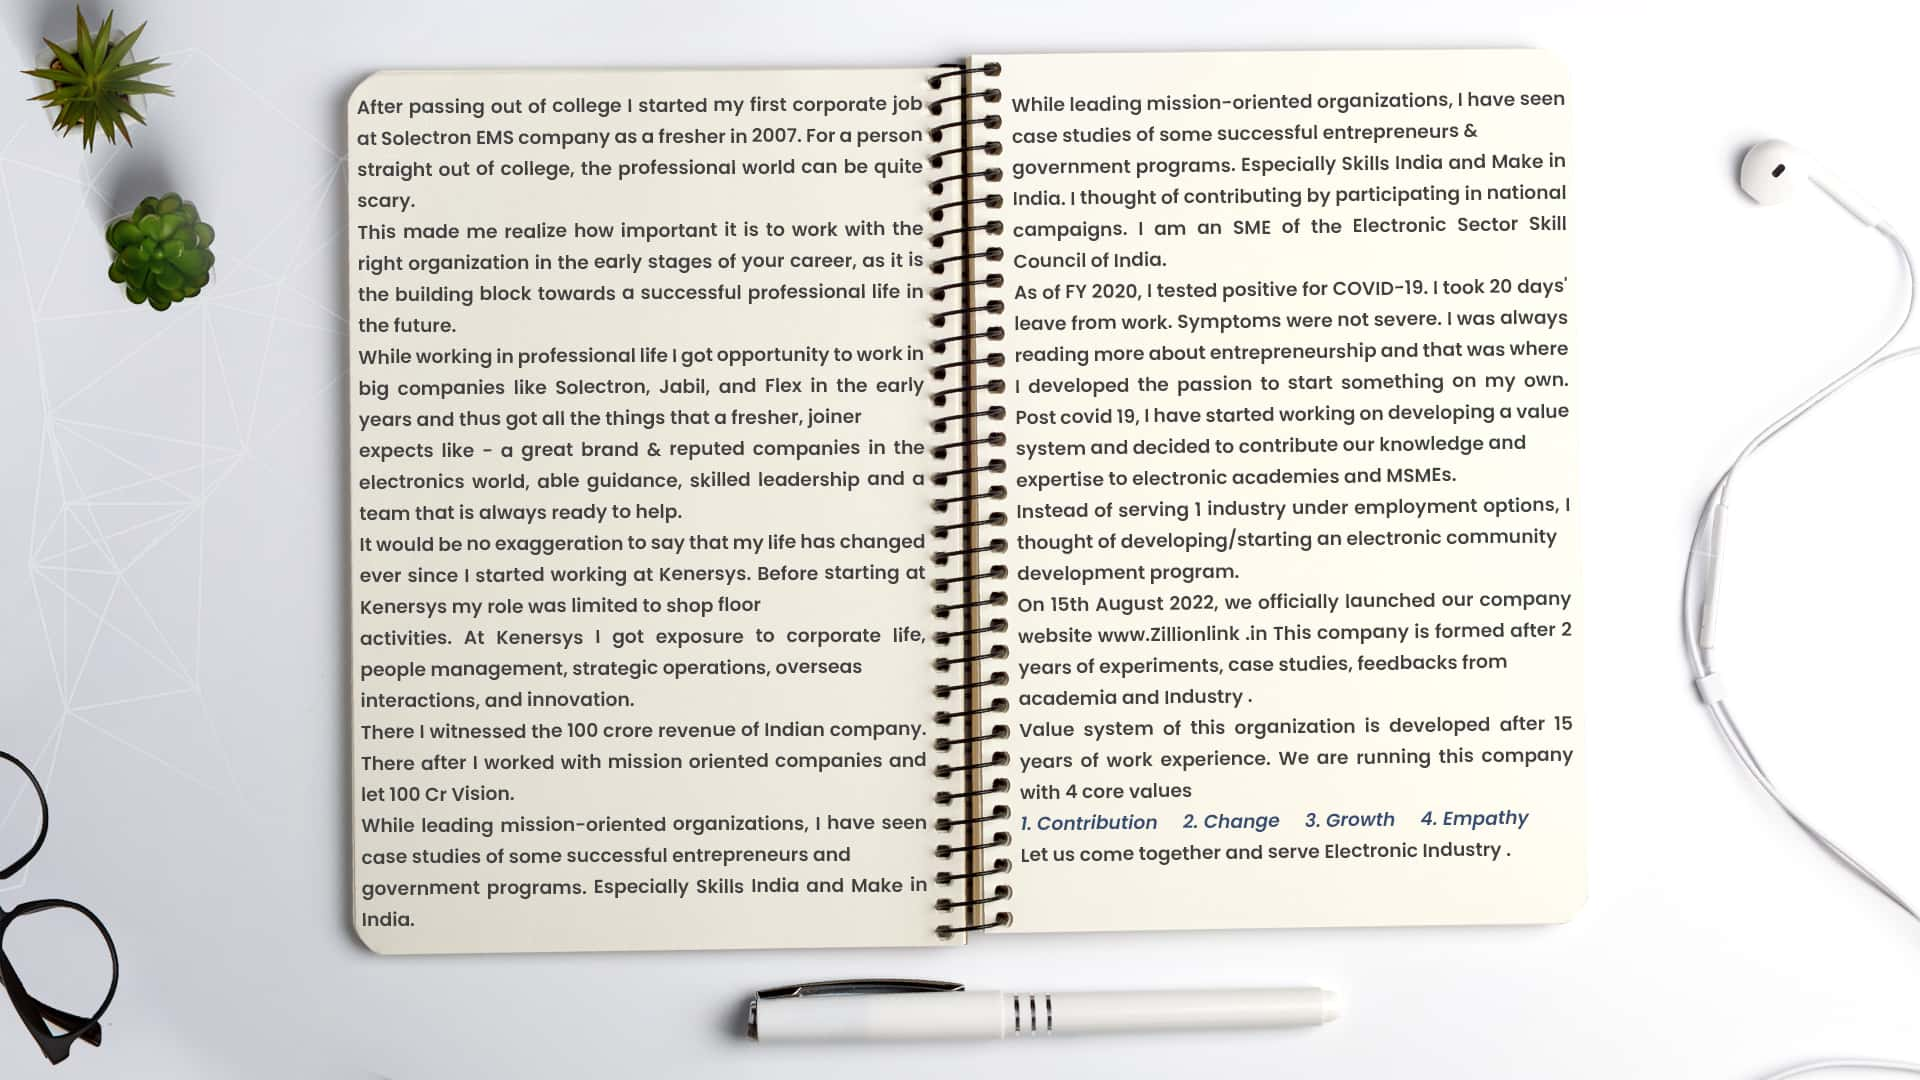 After passing out of college I started my first corporate job
at Solectron EMS company as a fresher in 2007. For a person
straight out of college, the professional world can be quite
scary.
This made me realize how important it is to work with the
right organization in the early stages of your career, as it is
the building block towards a successful professional life in
the future.
While working in professional life I got opportunity to work in
big companies like Solectron, Jabil, and Flex in the early
years and thus got all the things that a fresher, joiner
expects like - a great brand & reputed companies in the
electronics world, able guidance, skilled leadership and a
team that is always ready to help.
It would be no exaggeration to say that my life has changed
ever since I started working at Kenersys. Before starting at
Kenersys my role was limited to shop floor
activities. At Kenersys I got exposure to corporate life,
people management, strategic operations, overseas
interactions, and innovation.
There I witnessed the 100 crore revenue of Indian company.
There after I worked with mission oriented companies and
let 100 Cr Vision.
While leading mission-oriented organizations, I have seen
case studies of some successful entrepreneurs and
government programs. Especially Skills India and Make in
India.
While leading mission-oriented organizations, I have seen
case studies of some successful entrepreneurs &
government programs. Especially Skills India and Make in
India. I thought of contributing by participating in national
campaigns. I am an SME of the Electronic Sector Skill
Council of India.
As of FY 2020, I tested positive for COVID-19. I took 20 days'
leave from work. Symptoms were not severe. I was always
reading more about entrepreneurship and that was where
I developed the passion to start something on my own.
Post covid 19, I have started working on developing a value
system and decided to contribute our knowledge and
expertise to electronic academies and MSMEs.
Instead of serving 1 industry under employment options, I
thought of developing/starting an electronic community
development program.
On 15th August 2022, we officially launched our company
website www.Zillionlink .in This company is formed after 2
years of experiments, case studies, feedbacks from
academia and Industry .
Value system of this organization is developed after 15
years of work experience. We are running this company
with 4 core values
1. Contribution 2. Change 3. Growth 4. Empathy
Let us come together and serve Electronic Industry .